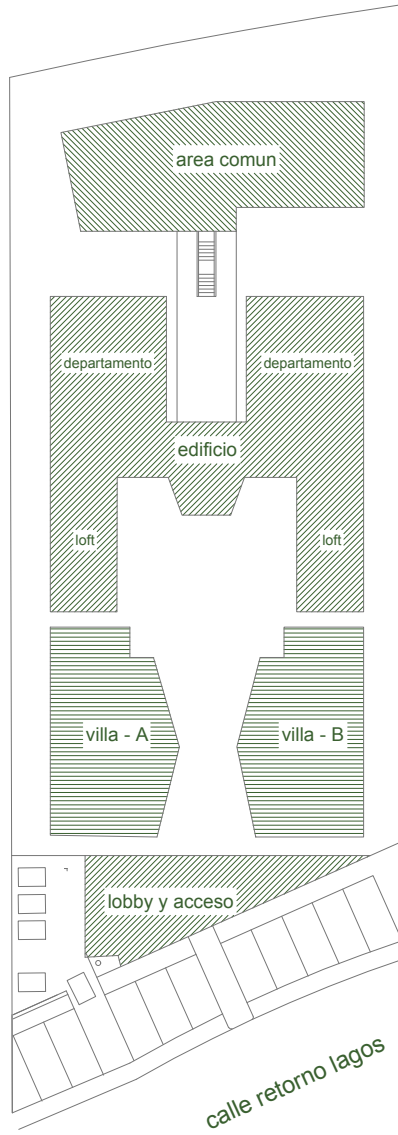 area comun
departamento
departamento
edificio
loft
loft
villa - A
villa - B
lobby y acceso
calle retorno lagos